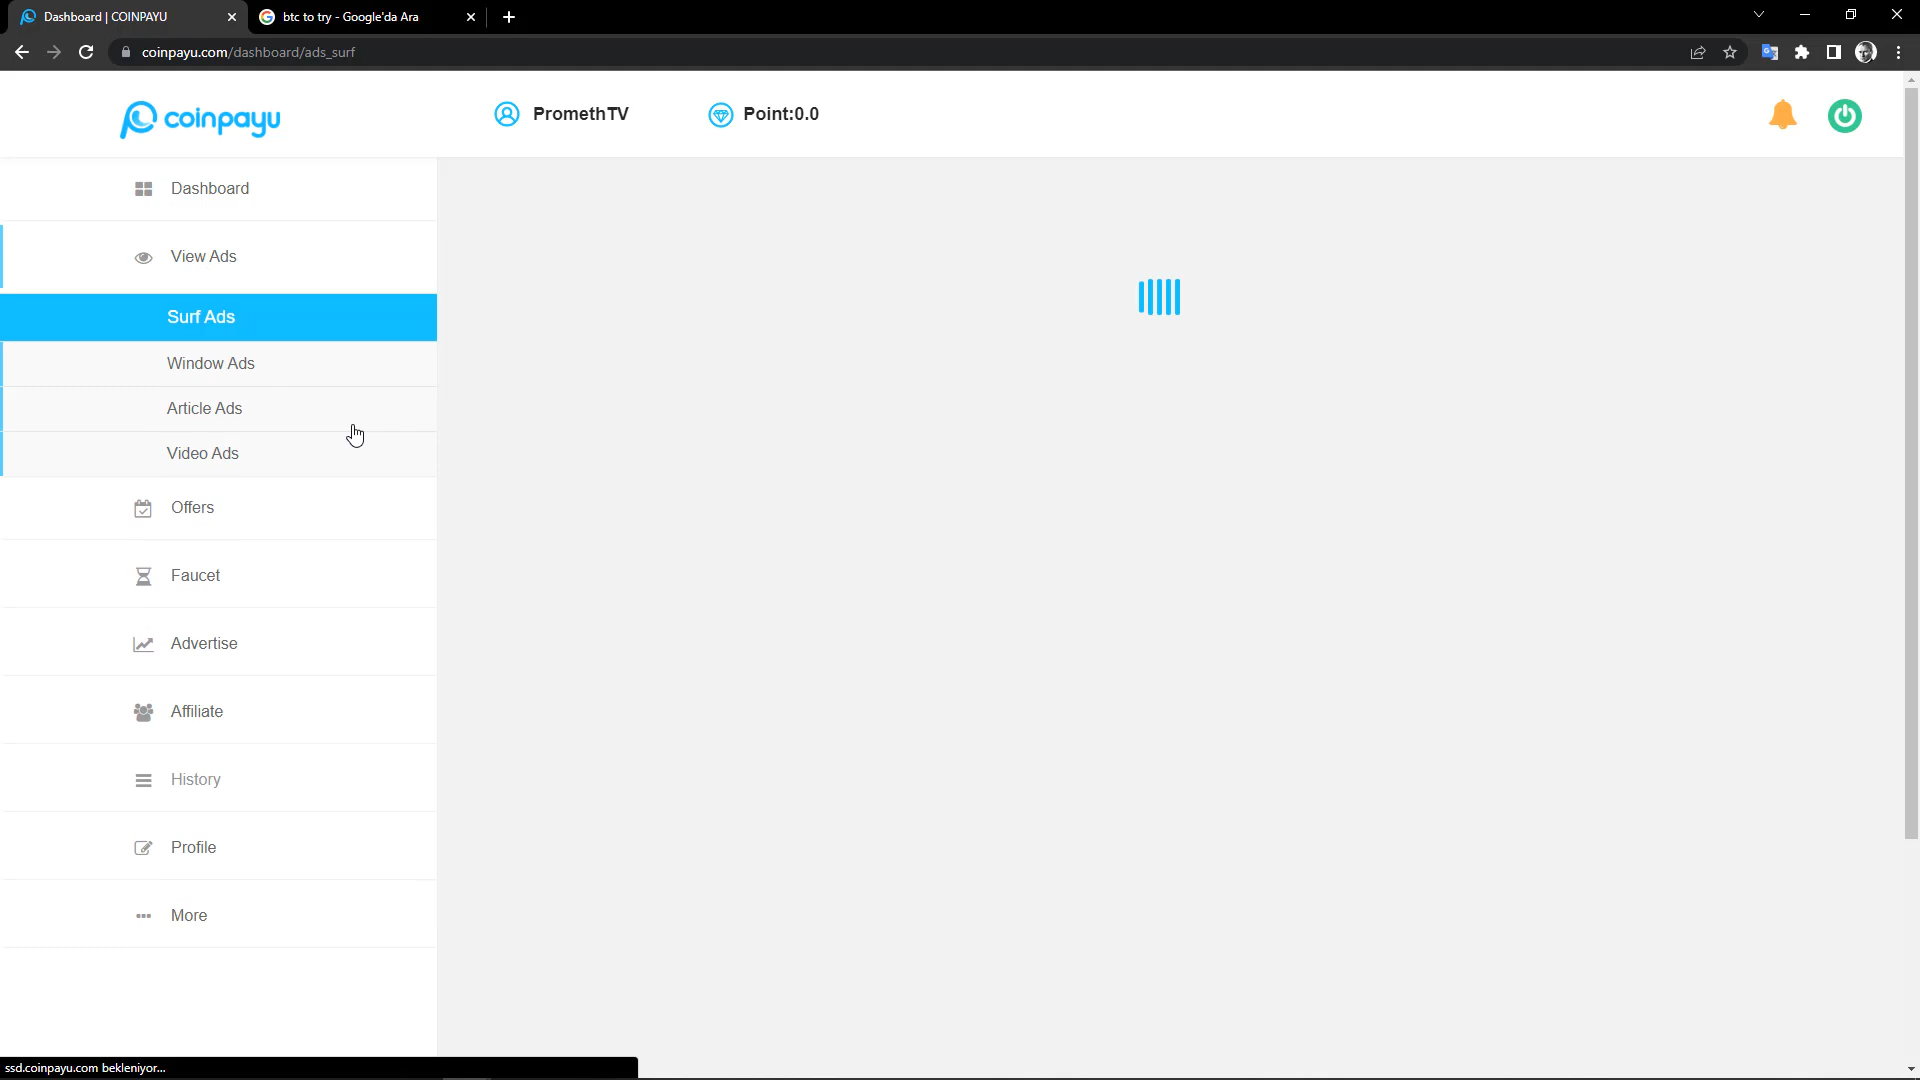 Dashboard | COINPAYU
btc to try - Google'da Ara
coinpayu.com/dashboard/ads_surf
coinpayu
PromethTV
Point:0.0
Dashboard
View Ads
Surf Ads
Window Ads
Article Ads
Video Ads
Offers
Faucet
Advertise
Affiliate
History
Profile
More
ssd.coinpayu.com bekleniyor...